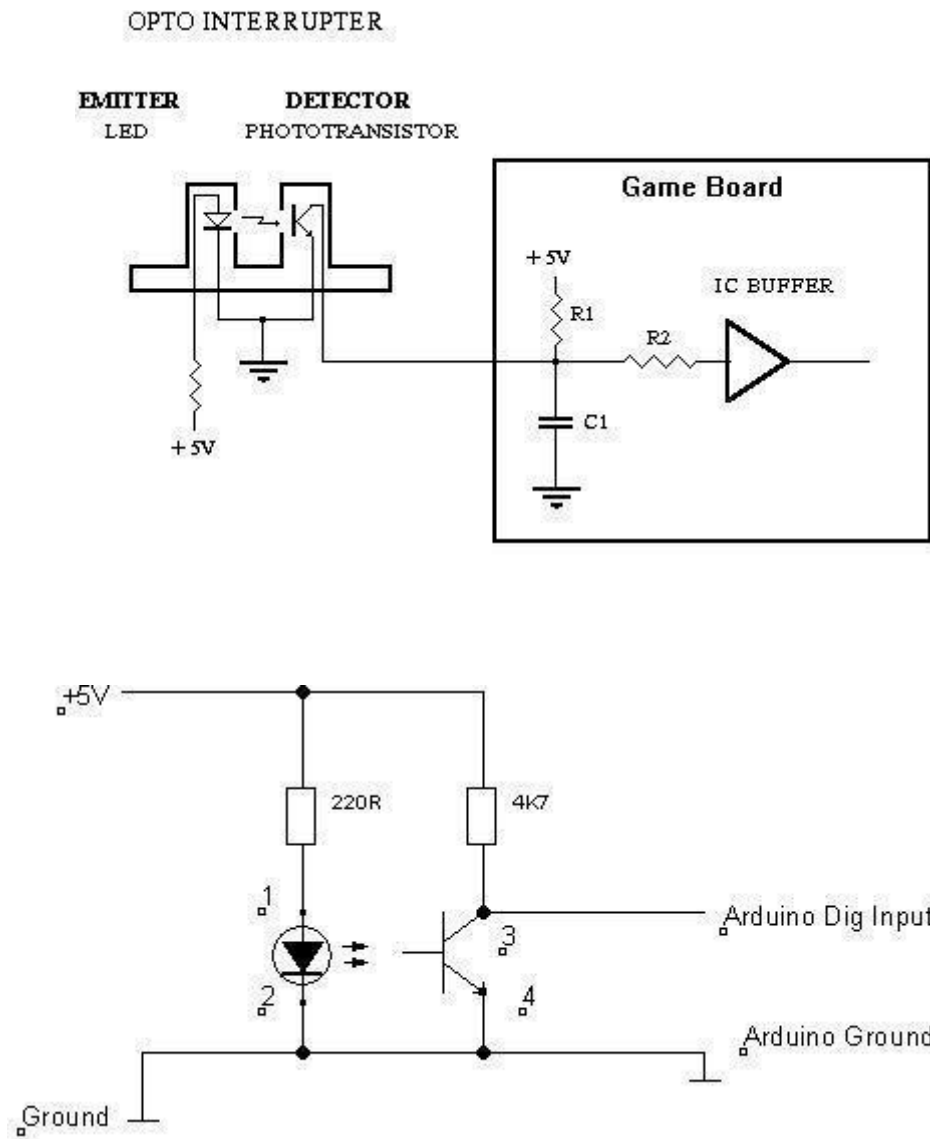 OPTO INTERRUPTER
EMITTER
LED
DETECTOR
PHOTOTRANSISTOR
Game Board
+5V
R1
R2
IC BUFFER
C1
+5V
+5V
220R
4K7
1
2
3
4
Arduino Dig Input
Arduino Ground
Ground